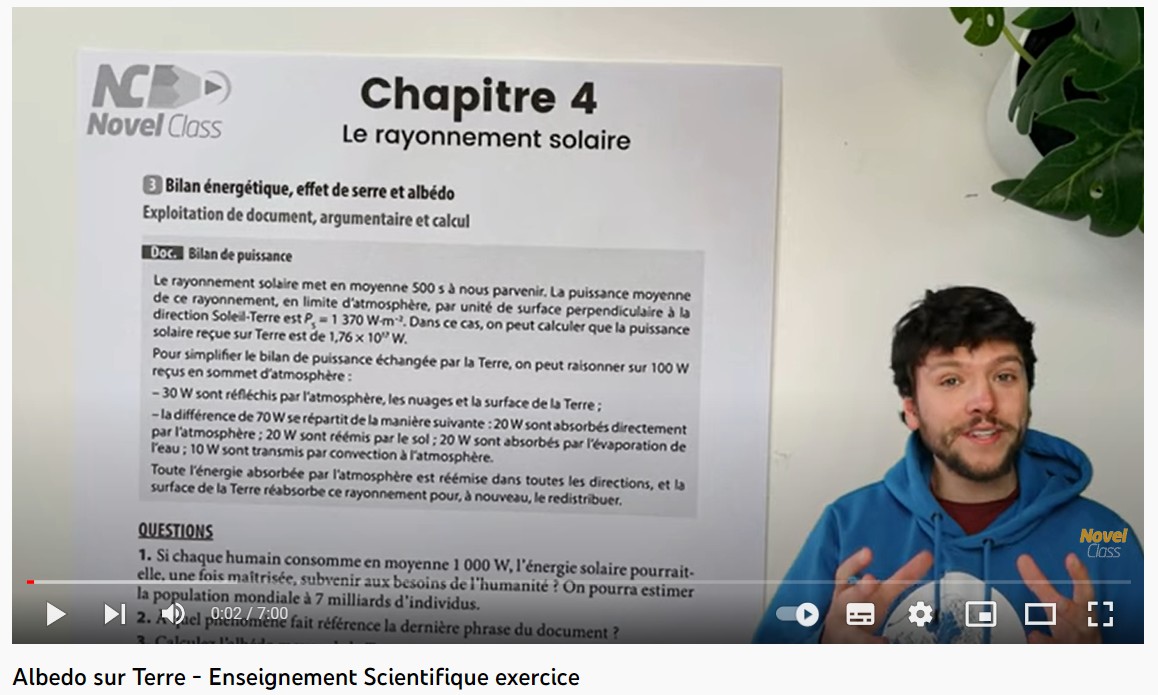 NC
Novel Class
Chapitre 4
Le rayonnement solaire
3 Bilan énergétique, effet de serre et albédo
Exploitation de document, argumentaire et calcul
Doc. Bilan de puissance
Le rayonnement solaire met en moyenne 500 s à nous parvenir. La puissance moyenne
de ce rayonnement, en limite d'atmosphère, par unité de surface perpendiculaire à la
direction Soleil-Terre est Pₛ = 1 370 W·m⁻². Dans ce cas, on peut calculer que la puissance
solaire reçue sur Terre est de 1,76 × 10¹⁷ W.
Pour simplifier le bilan de puissance échangée par la Terre, on peut raisonner sur 100 W
reçus en sommet d'atmosphère :
– 30 W sont réfléchis par l'atmosphère, les nuages et la surface de la Terre ;
– la différence de 70 W se répartit de la manière suivante : 20 W sont absorbés directement
par l'atmosphère ; 20 W sont réémis par le sol ; 20 W sont absorbés par l'évaporation de
l'eau ; 10 W sont transmis par convection à l'atmosphère.
Toute l'énergie absorbée par l'atmosphère est réémise dans toutes les directions, et la
surface de la Terre réabsorbe ce rayonnement pour, à nouveau, le redistribuer.
QUESTIONS
1. Si chaque humain consomme en moyenne 1 000 W, l'énergie solaire pourrait-
elle, une fois maîtrisée, subvenir aux besoins de l'humanité ? On pourra estimer
la population mondiale à 7 milliards d'individus.
2. A quel phénomène fait référence la dernière phrase du document ?
3. Calculer l'albédo
Novel
Class
0:02 / 7:00
Albedo sur Terre - Enseignement Scientifique exercice